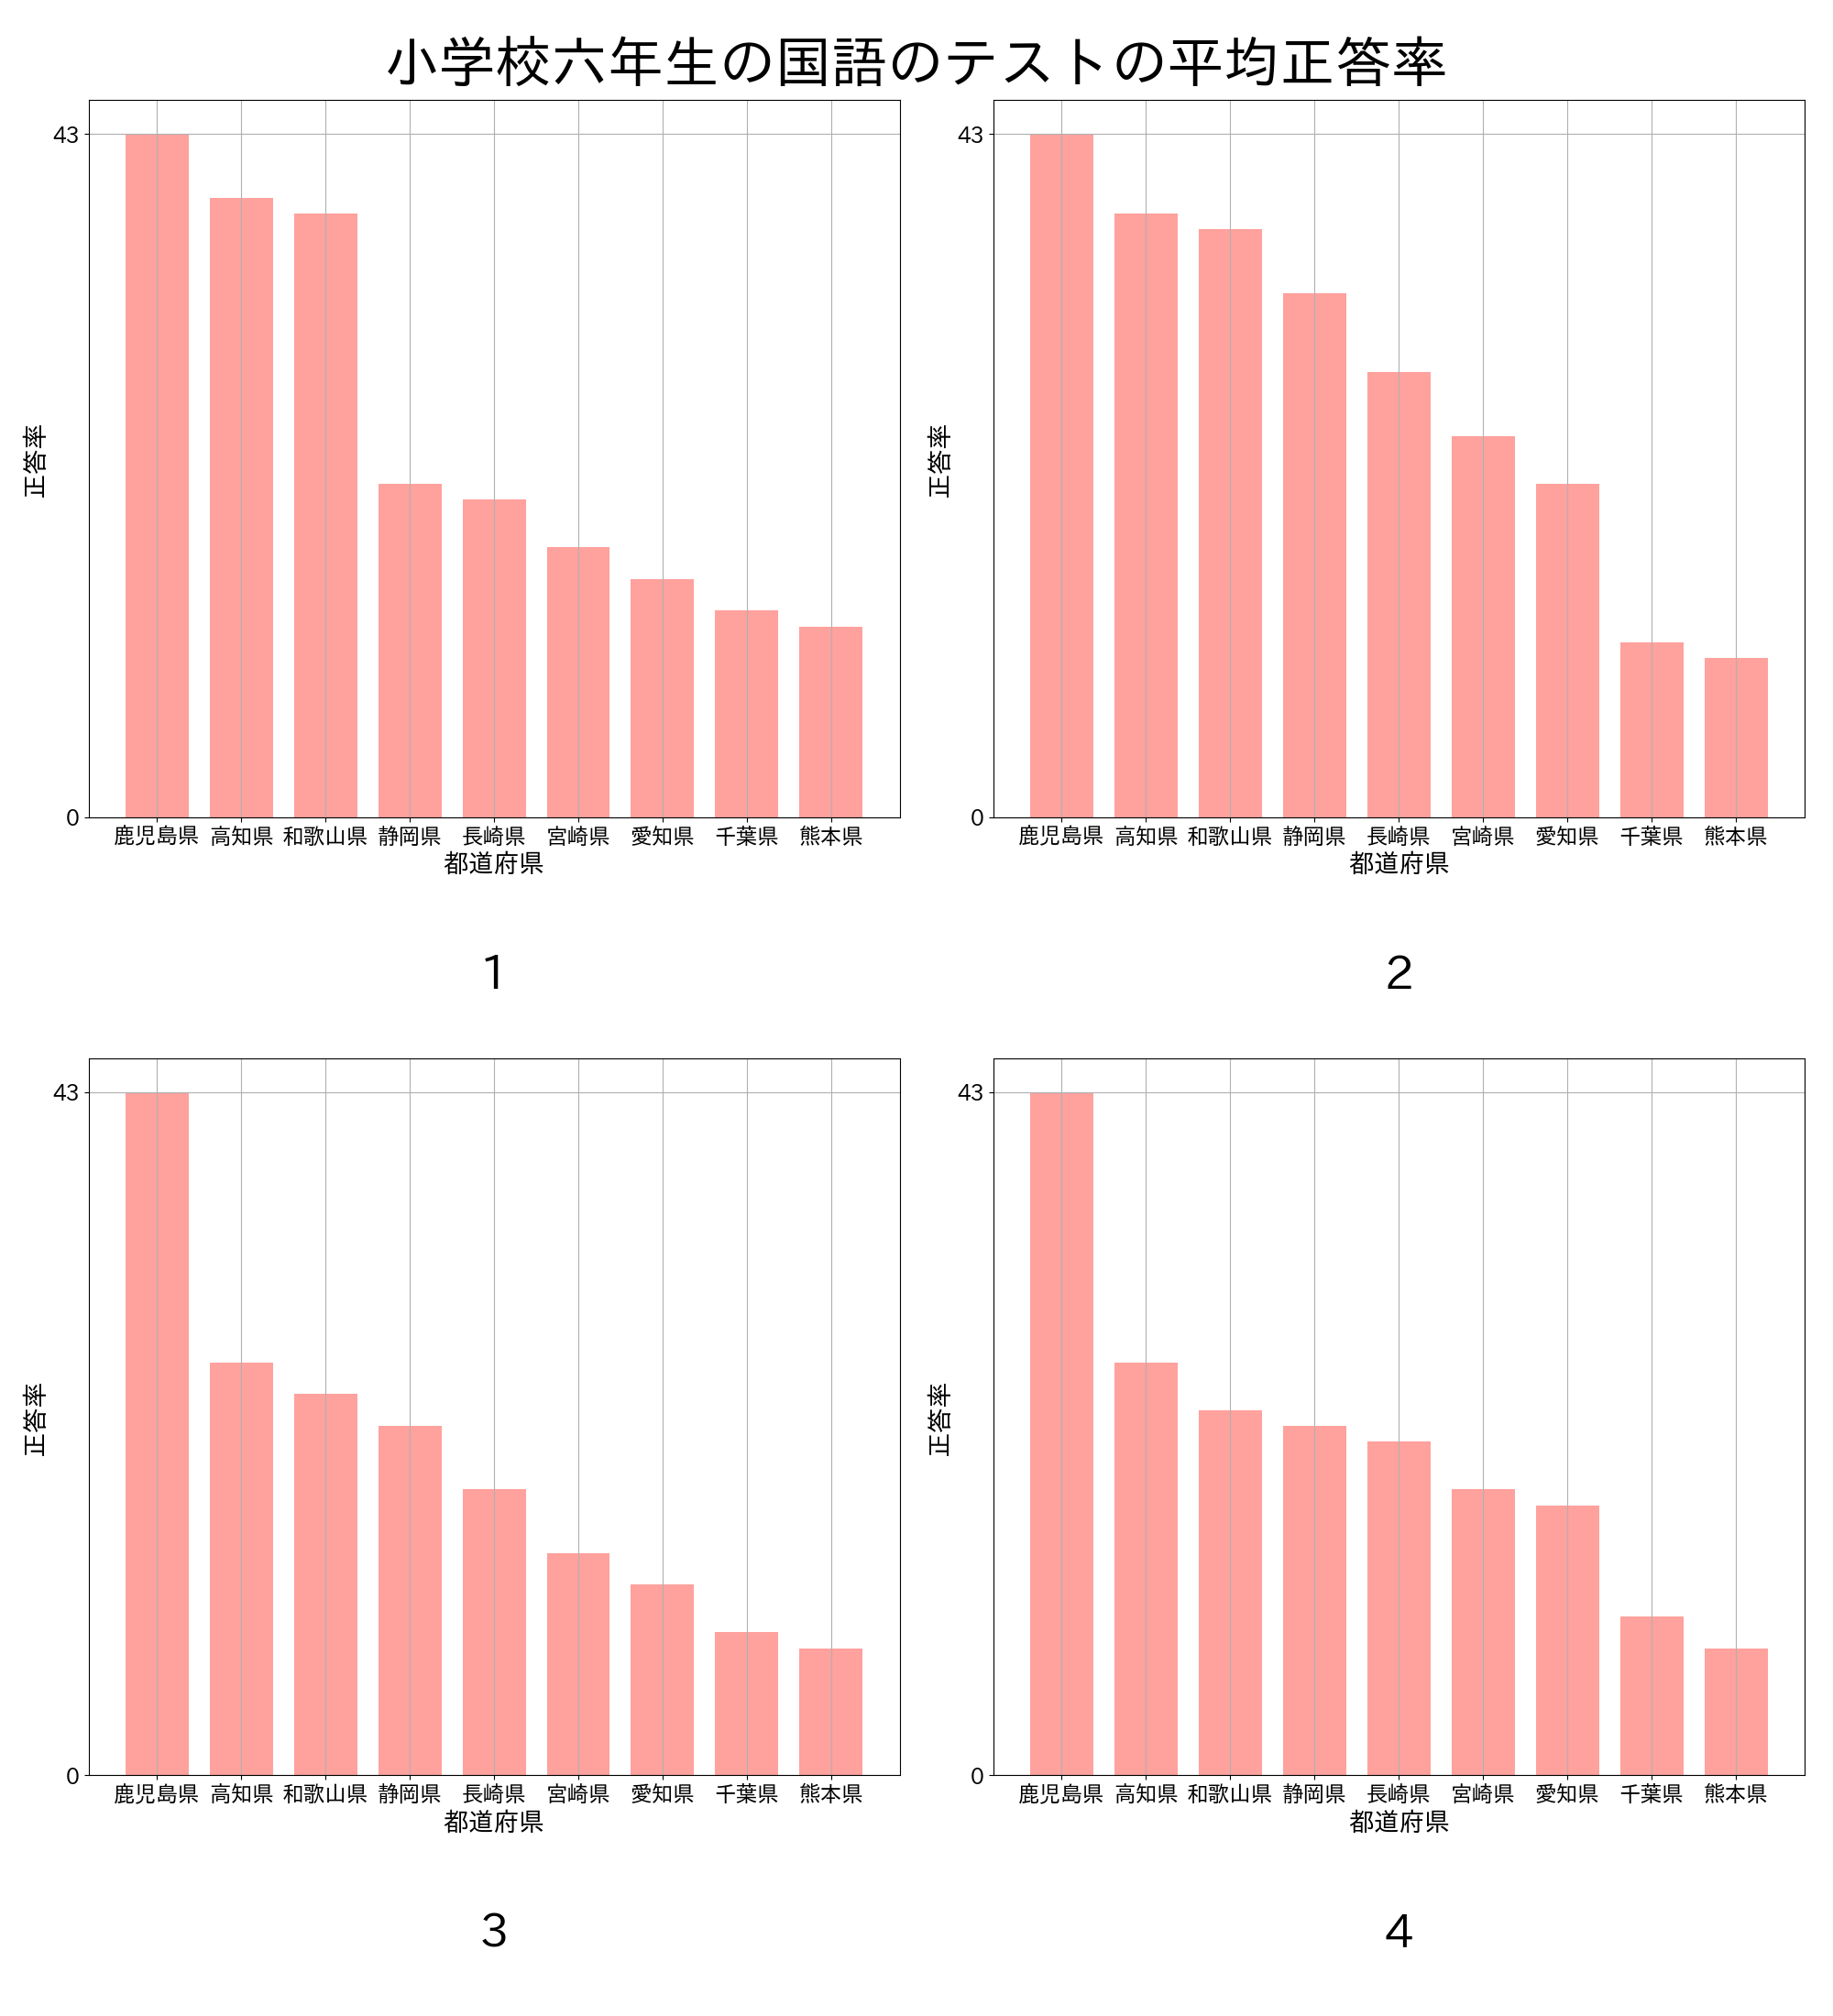 小学校六年生の国語のテストの平均正答率
43
0
正答率
鹿児島県 高知県 和歌山県 静岡県 長崎県 宮崎県 愛知県 千葉県 熊本県
都道府県
1
43
0
正答率
鹿児島県 高知県 和歌山県 静岡県 長崎県 宮崎県 愛知県 千葉県 熊本県
都道府県
2
43
0
正答率
鹿児島県 高知県 和歌山県 静岡県 長崎県 宮崎県 愛知県 千葉県 熊本県
都道府県
3
43
0
正答率
鹿児島県 高知県 和歌山県 静岡県 長崎県 宮崎県 愛知県 千葉県 熊本県
都道府県
4